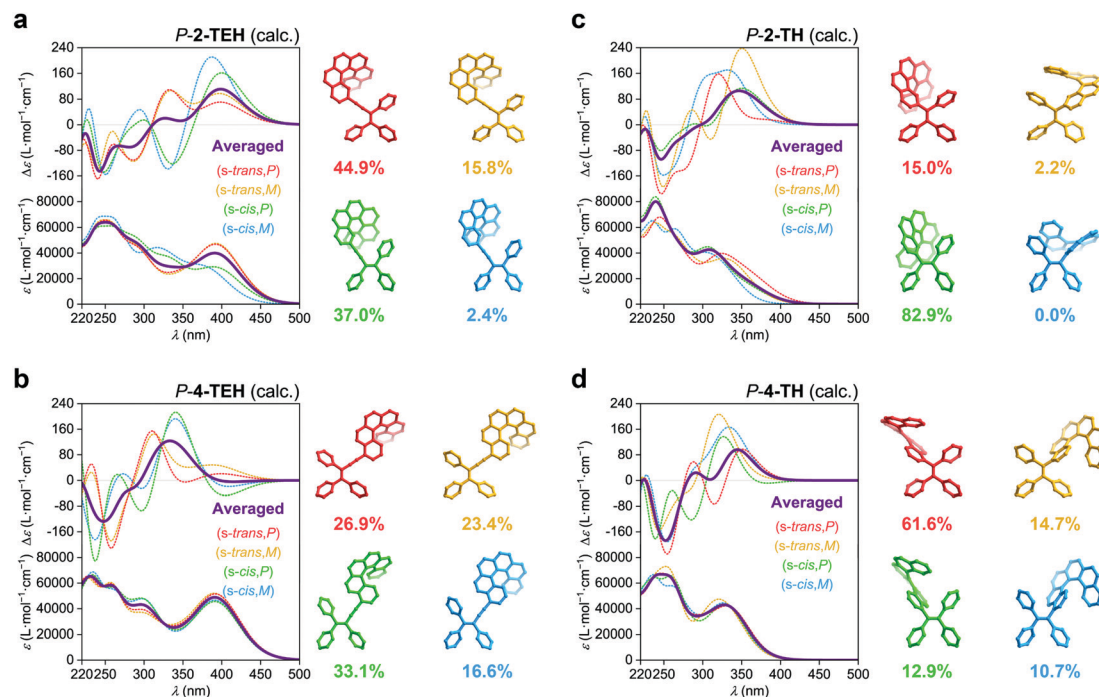 a
P-2-TEH (calc.)
240
160
80
0
-80
-160
Δε (L·mol⁻¹·cm⁻¹)
Averaged
(s-trans,P)
(s-trans,M)
(s-cis,P)
(s-cis,M)
80000
60000
40000
20000
0
ε (L·mol⁻¹·cm⁻¹)
220 250 300 350 400 450 500
λ (nm)
44.9%
15.8%
37.0%
2.4%
c
P-2-TH (calc.)
240
160
80
0
-80
-160
Δε (L·mol⁻¹·cm⁻¹)
Averaged
(s-trans,P)
(s-trans,M)
(s-cis,P)
(s-cis,M)
80000
60000
40000
20000
0
ε (L·mol⁻¹·cm⁻¹)
220 250 300 350 400 450 500
λ (nm)
15.0%
2.2%
82.9%
0.0%
b
P-4-TEH (calc.)
240
160
80
0
-80
-160
Δε (L·mol⁻¹·cm⁻¹)
Averaged
(s-trans,P)
(s-trans,M)
(s-cis,P)
(s-cis,M)
80000
60000
40000
20000
0
ε (L·mol⁻¹·cm⁻¹)
220 250 300 350 400 450 500
λ (nm)
26.9%
23.4%
33.1%
16.6%
d
P-4-TH (calc.)
240
160
80
0
-80
-160
Δε (L·mol⁻¹·cm⁻¹)
Averaged
(s-trans,P)
(s-trans,M)
(s-cis,P)
(s-cis,M)
80000
60000
40000
20000
0
ε (L·mol⁻¹·cm⁻¹)
220 250 300 350 400 450 500
λ (nm)
61.6%
14.7%
12.9%
10.7%